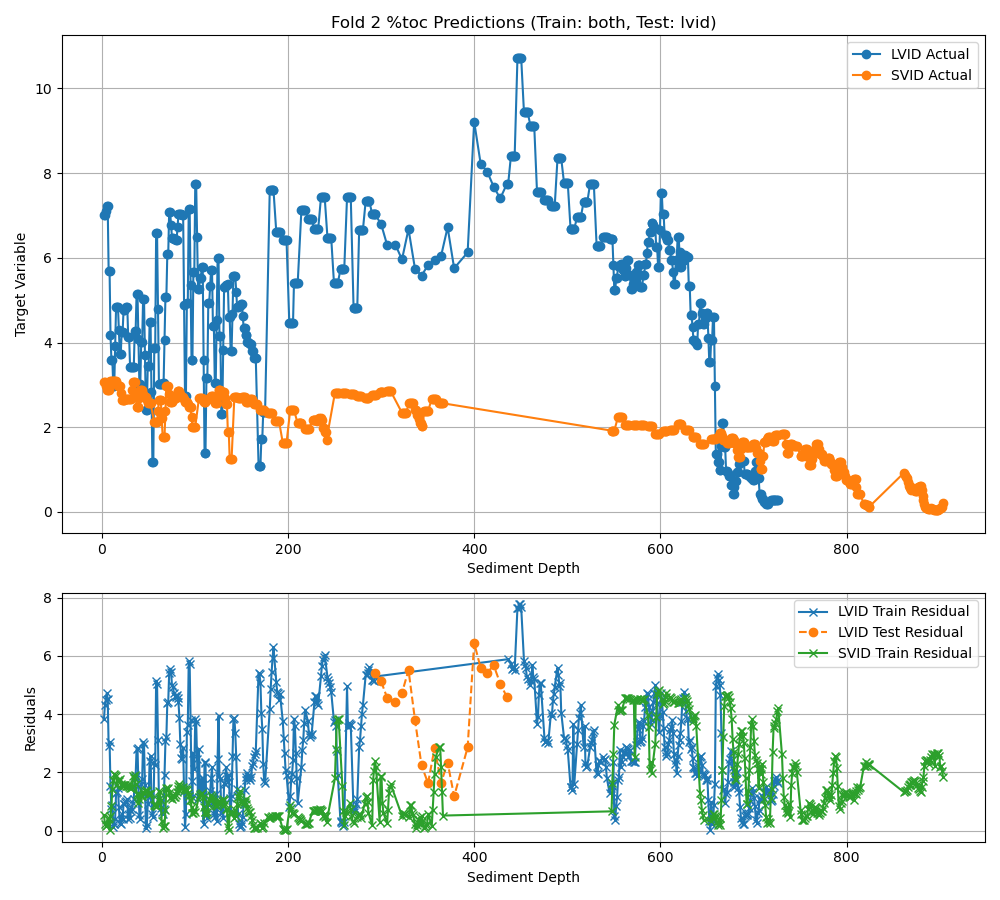 Fold 2 %toc Predictions (Train: both, Test: lvid)
LVID Actual
SVID Actual
Target Variable
10
8
6
4
2
0
0 200 400 600 800
Sediment Depth
LVID Train Residual
LVID Test Residual
SVID Train Residual
Residuals
8
6
4
2
0
0 200 400 600 800
Sediment Depth